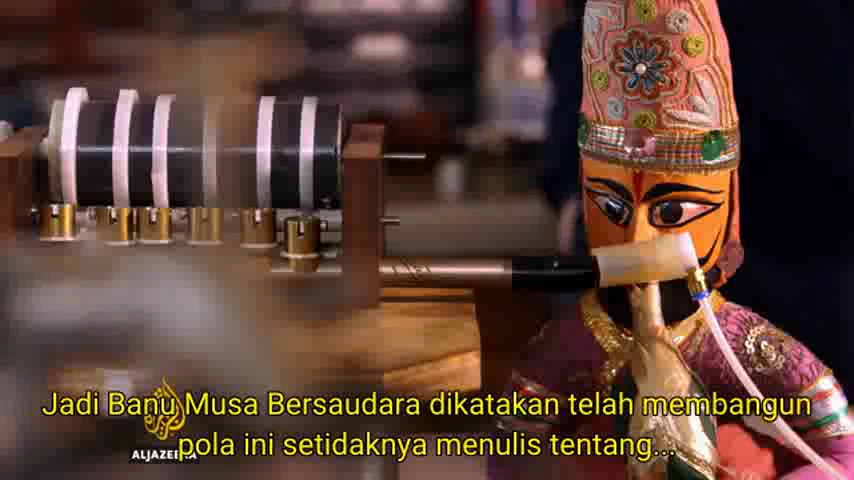 Jadi Banu Musa Bersaudara dikatakan telah membangun
pola ini setidaknya menulis tentang...
ALJAZEERA